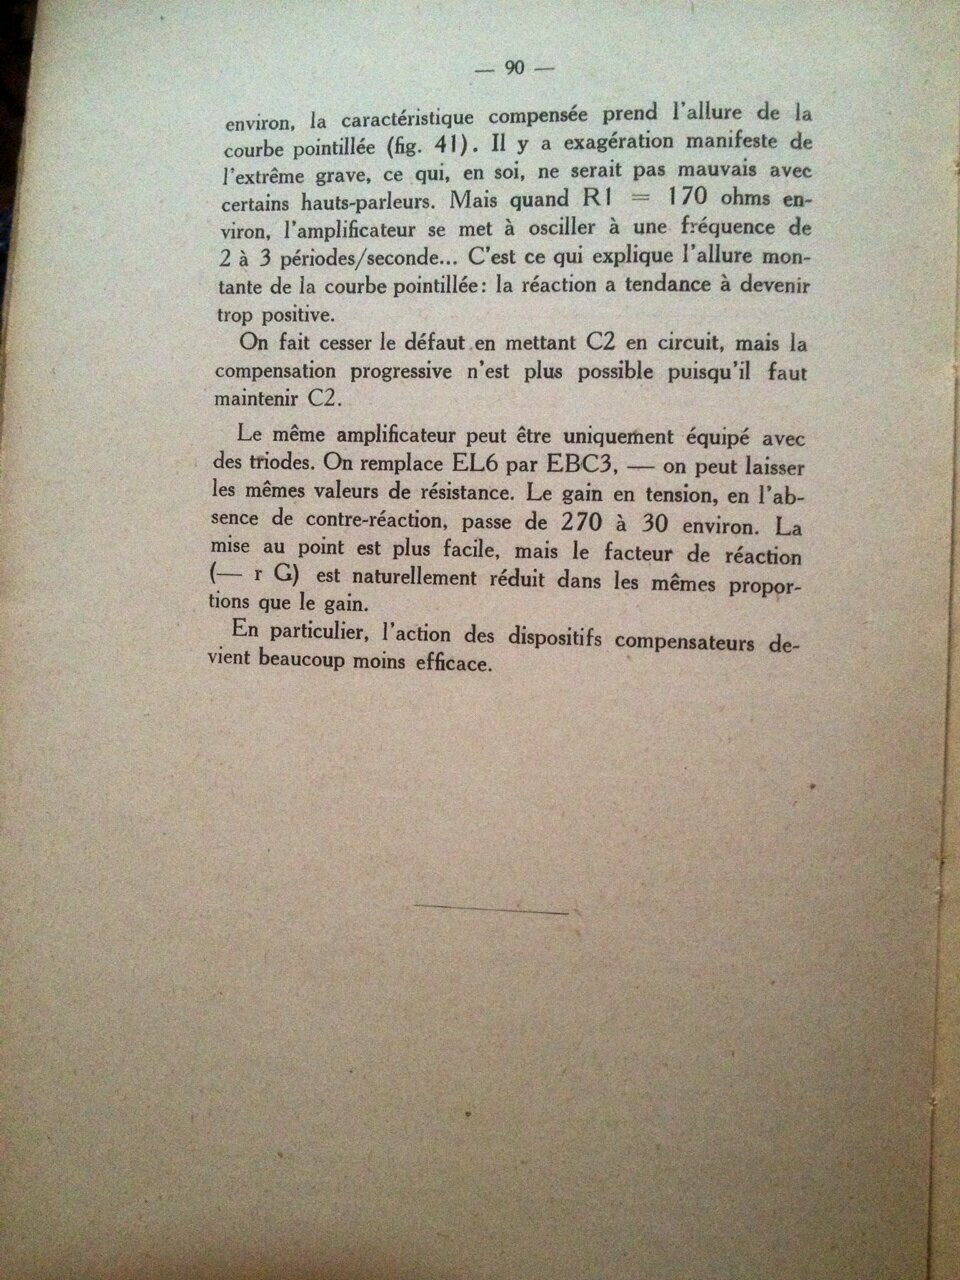 — 90 —
environ, la caractéristique compensée prend l'allure de la
courbe pointillée (fig. 41). Il y a exagération manifeste de
l'extrême grave, ce qui, en soi, ne serait pas mauvais avec
certains hauts-parleurs. Mais quand R1 = 170 ohms en-
viron, l'amplificateur se met à osciller à une fréquence de
2 à 3 périodes/seconde... C'est ce qui explique l'allure mon-
tante de la courbe pointillée: la réaction a tendance à devenir
trop positive.
On fait cesser le défaut en mettant C2 en circuit, mais la
compensation progressive n'est plus possible puisqu'il faut
maintenir C2.
Le même amplificateur peut être uniquement équipé avec
des triodes. On remplace EL6 par EBC3, — on peut laisser
les mêmes valeurs de résistance. Le gain en tension, en l'ab-
sence de contre-réaction, passe de 270 à 30 environ. La
mise au point est plus facile, mais le facteur de réaction
(— r G) est naturellement réduit dans les mêmes propor-
tions que le gain.
En particulier, l'action des dispositifs compensateurs de-
vient beaucoup moins efficace.